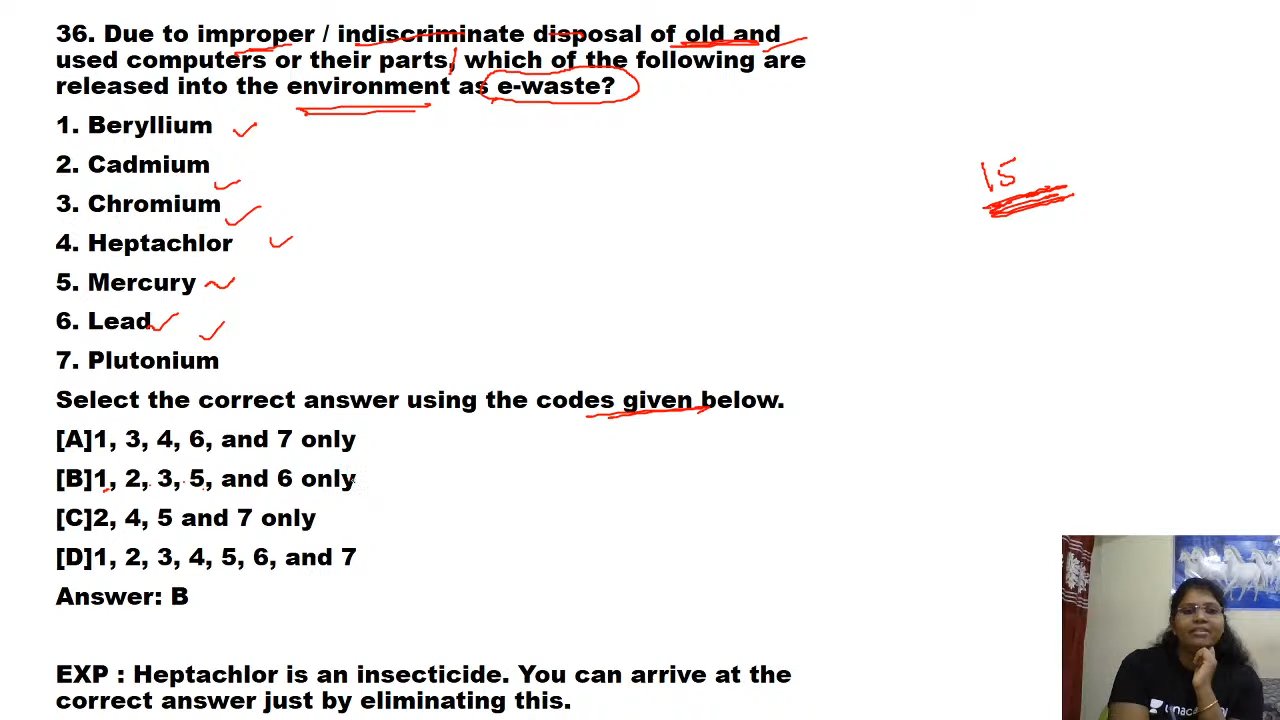 36. Due to improper / indiscriminate disposal of old and
used computers or their parts, which of the following are
released into the environment as e-waste?
1. Beryllium
15
2. Cadmium
3. Chromium
4. Heptachlor
5. Mercury
6. Lead
7. Plutonium
Select the correct answer using the codes given below.
[A]1, 3, 4, 6, and 7 only
[B]1, 2, 3, 5, and 6 only
[C]2, 4, 5 and 7 only
[D]1, 2, 3, 4, 5, 6, and 7
Answer: B
EXP : Heptachlor is an insecticide. You can arrive at the
correct answer just by eliminating this.